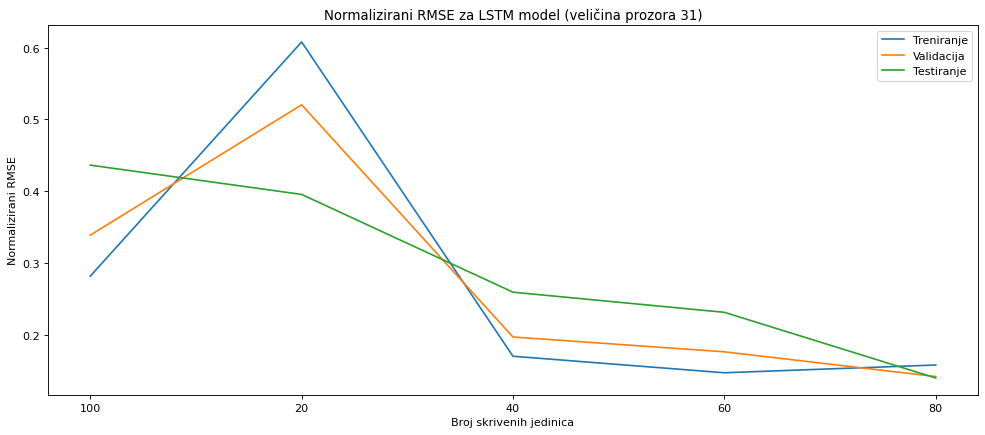 Normalizirani RMSE za LSTM model (veličina prozora 31)
Treniranje
Validacija
Testiranje
Normalizirani RMSE
0.6
0.5
0.4
0.3
0.2
100 20 40 60 80
Broj skrivenih jedinica